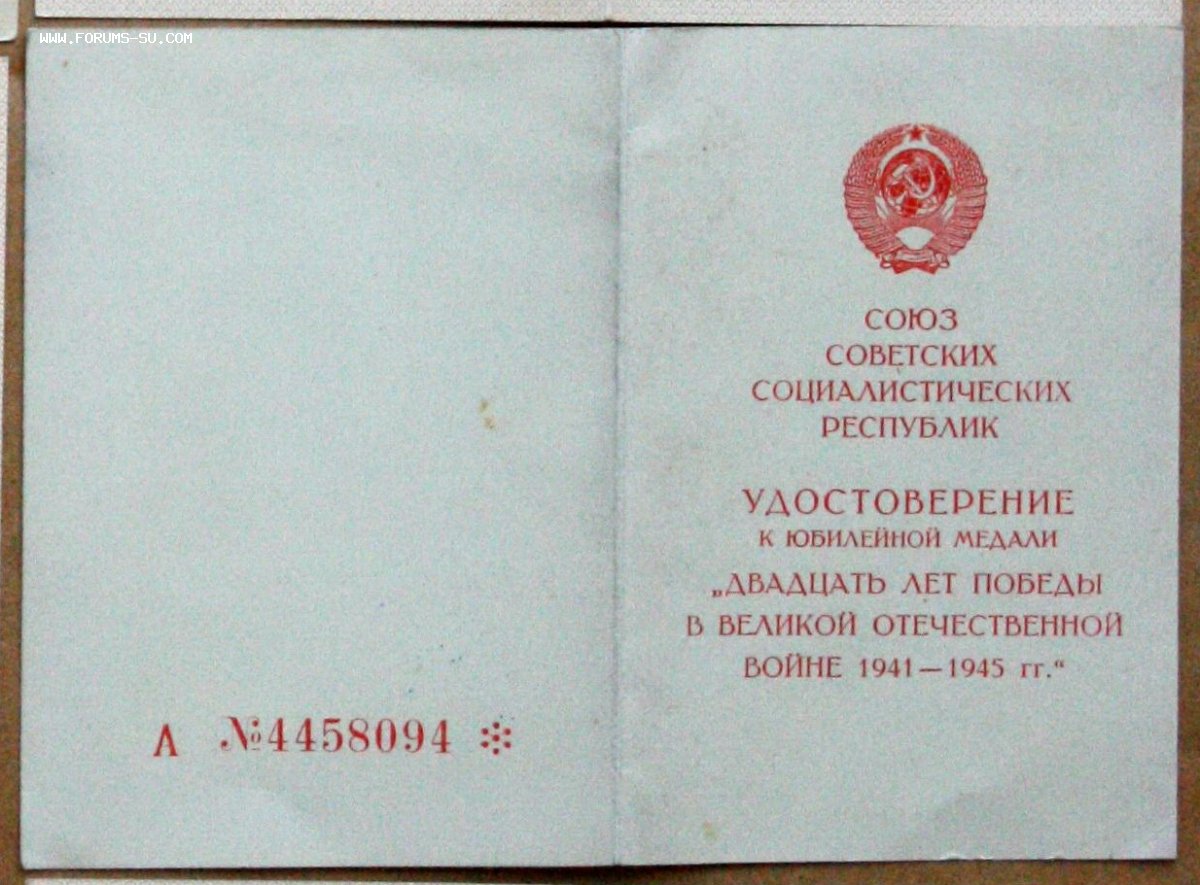 WWW.FORUMS-SU.COM
А №4458094
СОЮЗ
СОВЕТСКИХ
СОЦИАЛИСТИЧЕСКИХ
РЕСПУБЛИК
УДОСТОВЕРЕНИЕ
К ЮБИЛЕЙНОЙ МЕДАЛИ
„ДВАДЦАТЬ ЛЕТ ПОБЕДЫ
В ВЕЛИКОЙ ОТЕЧЕСТВЕННОЙ
ВОЙНЕ 1941—1945 гг.“